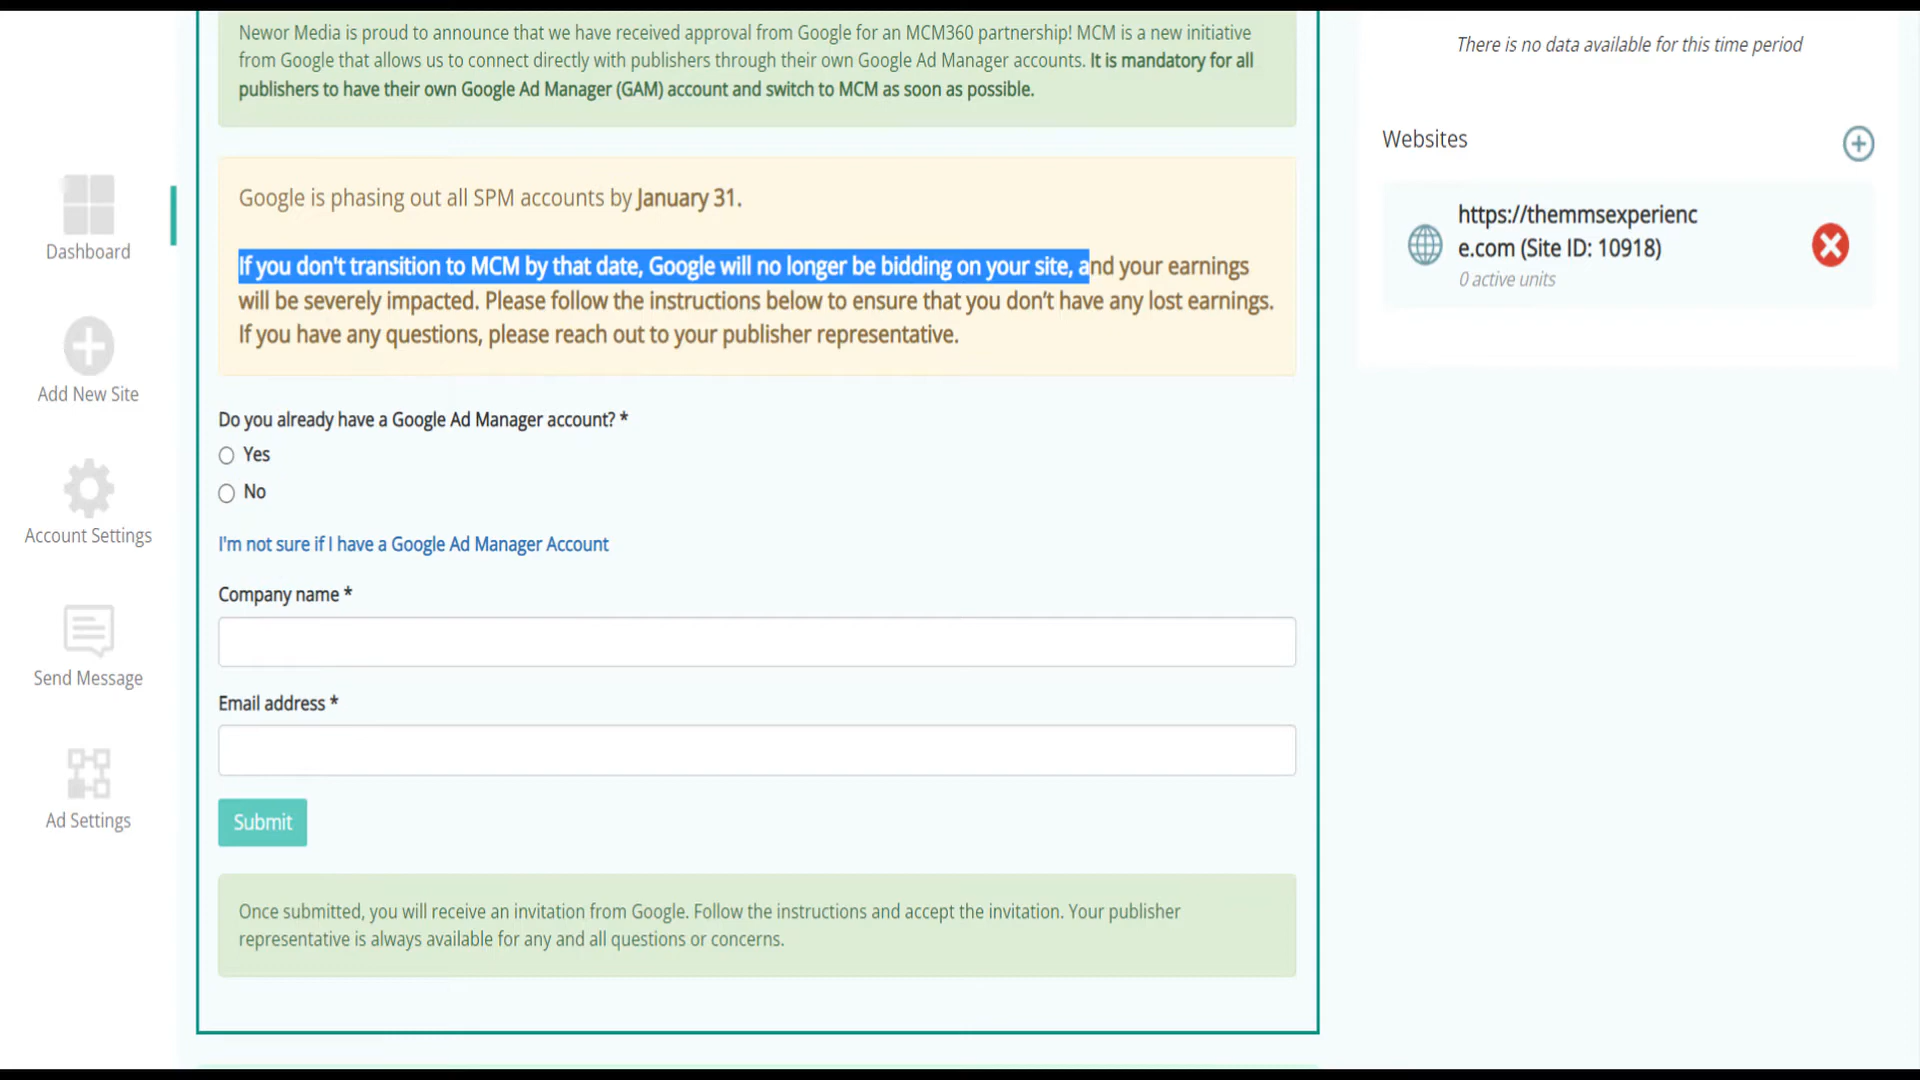 Newor Media is proud to announce that we have received approval from Google for an MCM360 partnership! MCM is a new initiative
from Google that allows us to connect directly with publishers through their own Google Ad Manager accounts. It is mandatory for all
publishers to have their own Google Ad Manager (GAM) account and switch to MCM as soon as possible.
Google is phasing out all SPM accounts by January 31.
If you don't transition to MCM by that date, Google will no longer be bidding on your site, and your earnings
will be severely impacted. Please follow the instructions below to ensure that you don’t have any lost earnings.
If you have any questions, please reach out to your publisher representative.
Do you already have a Google Ad Manager account? *
Yes
No
I'm not sure if I have a Google Ad Manager Account
Company name *
Email address *
Submit
Once submitted, you will receive an invitation from Google. Follow the instructions and accept the invitation. Your publisher
representative is always available for any and all questions or concerns.
Dashboard
Add New Site
Account Settings
Send Message
Ad Settings
There is no data available for this time period
Websites
https://themmsexperienc
e.com (Site ID: 10918)
0 active units